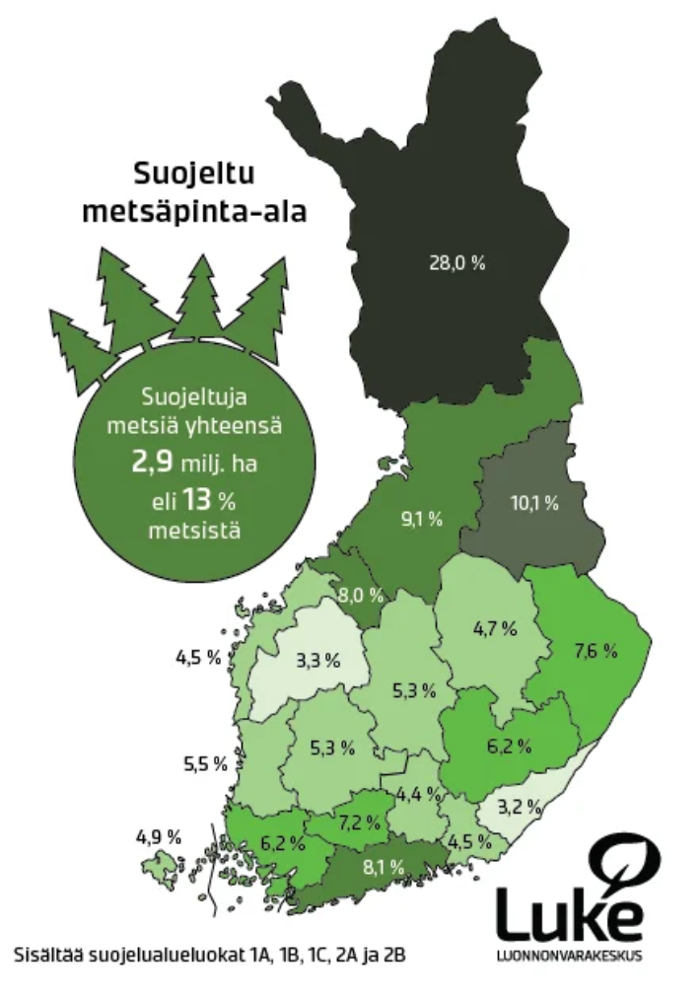 Suojeltu
metsäpinta-ala
28,0 %
Suojeltuja
metsiä yhteensä
2,9 milj. ha
eli 13 %
metsistä
10,1 %
9,1 %
8,0 %
4,7 %
7,6 %
4,5 %
3,3 %
5,3 %
5,3 %
6,2 %
5,5 %
4,4 %
3,2 %
7,2 %
4,9 %
6,2 %
4,5 %
8,1 %
Luke
LUONNONVARAKESKUS
Sisältää suojelualueluokat 1A, 1B, 1C, 2A ja 2B